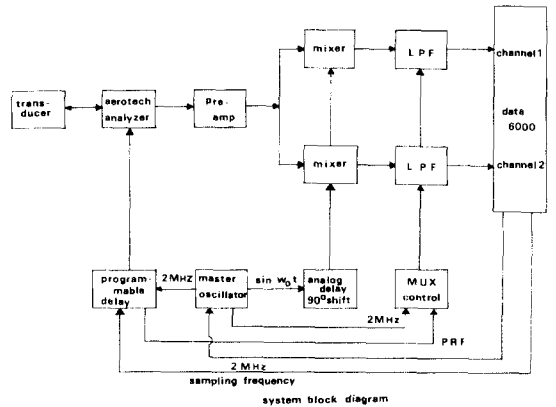 mixer
LPF
channel 1
trans-
ducer
aerotech
analyzer
Pre-
amp
data
6000
mixer
LPF
channel 2
program-
mable
delay
2MHZ
master
oscillator
sin w₀t
analog
delay
90° shift
MUX
control
2MHz
PRF
2 MHz
sampling frequency
system block diagram